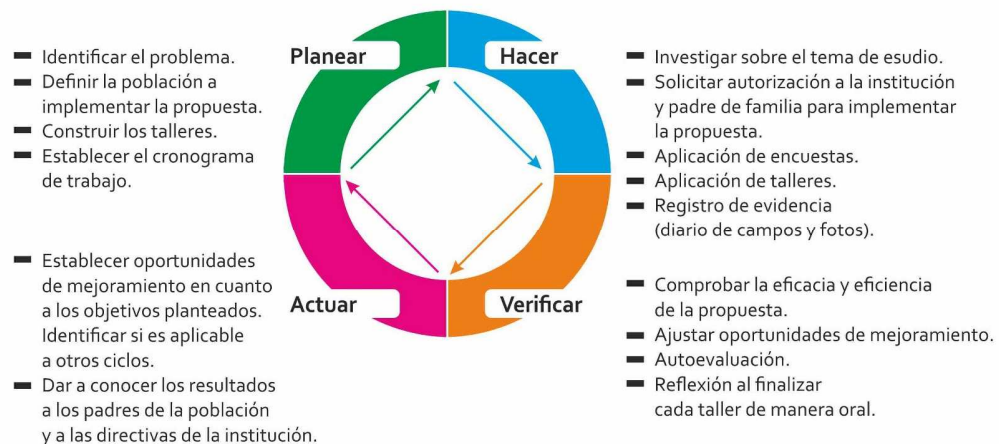 Planear
▬ Identificar el problema.
▬ Definir la población a
implementar la propuesta.
▬ Construir los talleres.
▬ Establecer el cronograma
de trabajo.
Hacer
▬ Investigar sobre el tema de esudio.
▬ Solicitar autorización a la institución
y padre de familia para implementar
la propuesta.
▬ Aplicación de encuestas.
▬ Aplicación de talleres.
▬ Registro de evidencia
(diario de campos y fotos).
Actuar
▬ Establecer oportunidades
de mejoramiento en cuanto
a los objetivos planteados.
Identificar si es aplicable
a otros ciclos.
▬ Dar a conocer los resultados
a los padres de la población
y a las directivas de la institución.
Verificar
▬ Comprobar la eficacia y eficiencia
de la propuesta.
▬ Ajustar oportunidades de mejoramiento.
▬ Autoevaluación.
▬ Reflexión al finalizar
cada taller de manera oral.